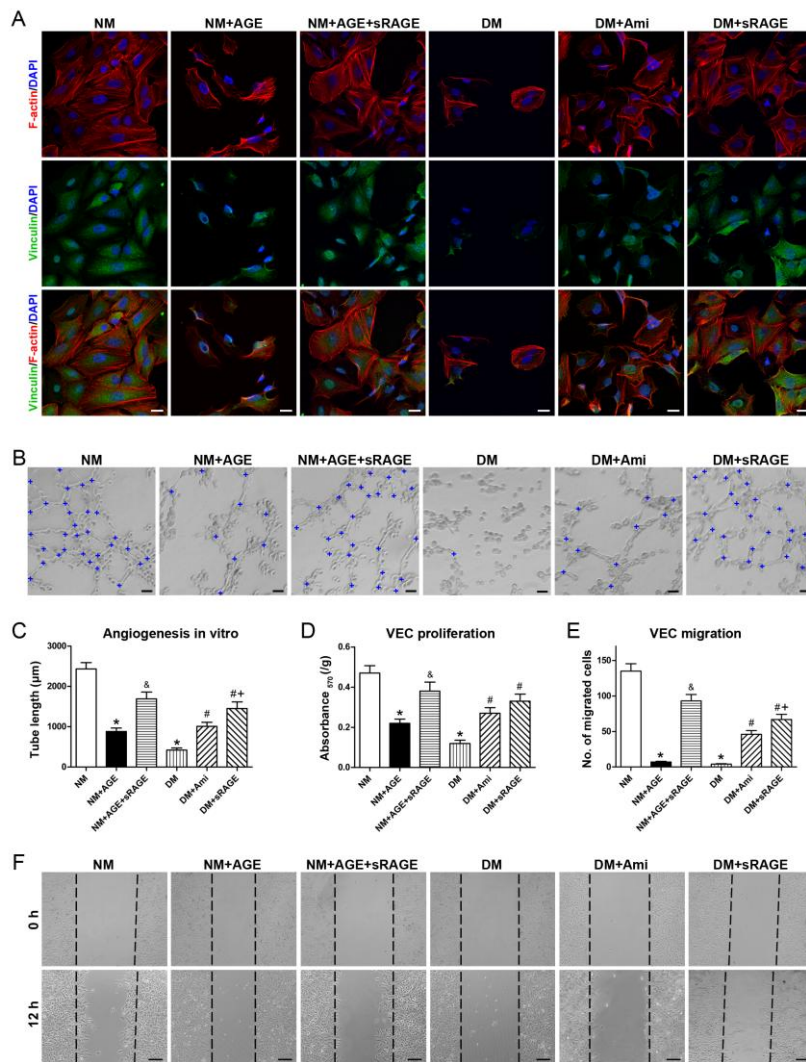 A
NM NM+AGE NM+AGE+sRAGE DM DM+Ami DM+sRAGE
F-actin/DAPI
Vinculin/DAPI
Vinculin/F-actin/DAPI
B
NM NM+AGE NM+AGE+sRAGE DM DM+Ami DM+sRAGE
C
Angiogenesis in vitro
Tube length (µm)
3000
2000
1000
0
*
&
*
#
#+
NM
NM+AGE
NM+AGE+sRAGE
DM
DM+Ami
DM+sRAGE
D
VEC proliferation
Absorbance 570 (/g)
0.6
0.4
0.2
0.0
*
&
*
#
#
NM
NM+AGE
NM+AGE+sRAGE
DM
DM+Ami
DM+sRAGE
E
VEC migration
No. of migrated cells
150
100
50
0
*
&
*
#
#+
NM
NM+AGE
NM+AGE+sRAGE
DM
DM+Ami
DM+sRAGE
F
NM NM+AGE NM+AGE+sRAGE DM DM+Ami DM+sRAGE
0 h
12 h